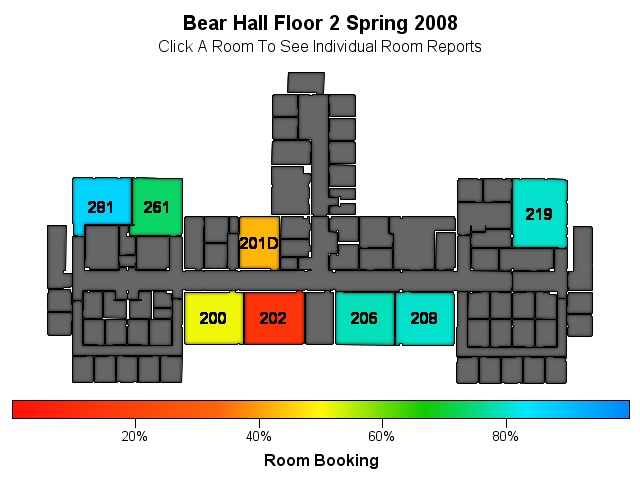 Bear Hall Floor 2 Spring 2008
Click A Room To See Individual Room Reports
281
261
219
201D
200
202
206
208
20%
40%
60%
80%
Room Booking